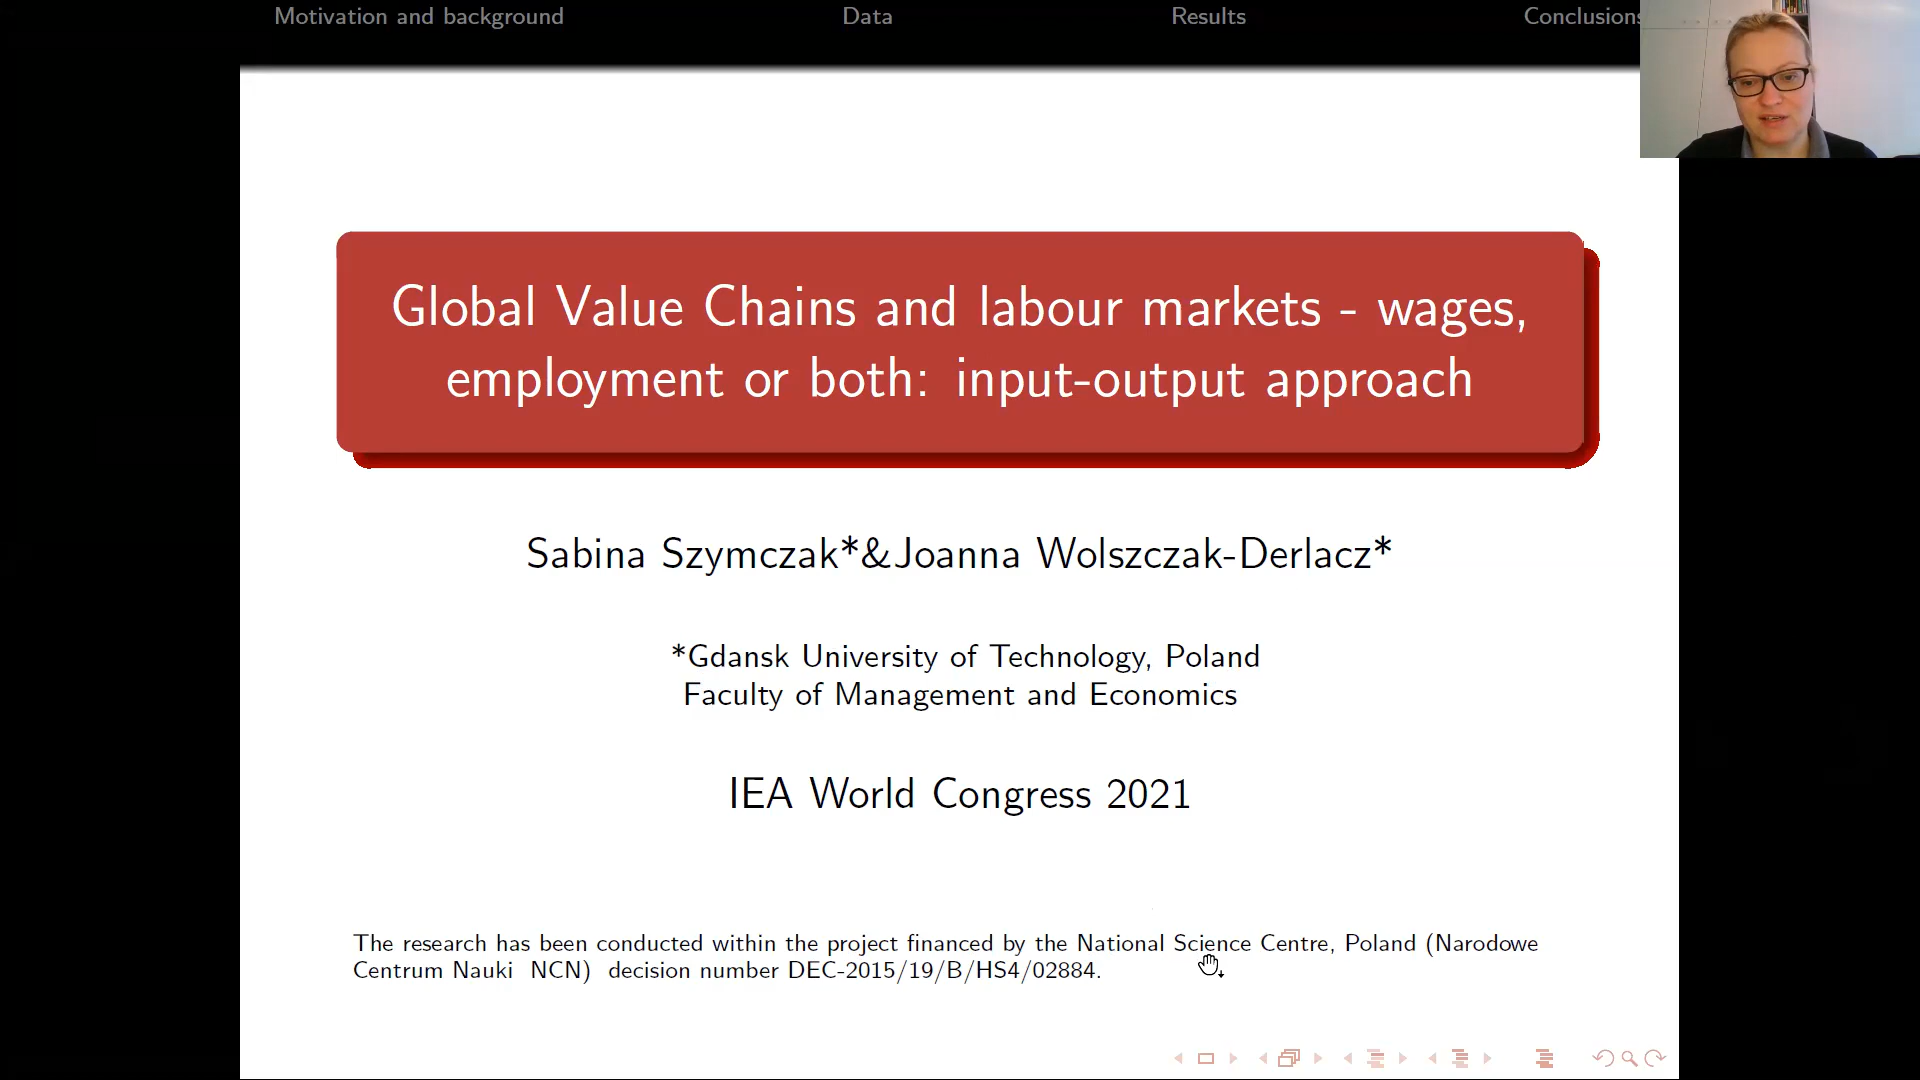 Motivation and background Data Results Conclusions
Global Value Chains and labour markets - wages,
employment or both: input-output approach
Sabina Szymczak*&Joanna Wolszczak-Derlacz*
*Gdansk University of Technology, Poland
Faculty of Management and Economics
IEA World Congress 2021
The research has been conducted within the project financed by the National Science Centre, Poland (Narodowe
Centrum Nauki NCN) decision number DEC-2015/19/B/HS4/02884.